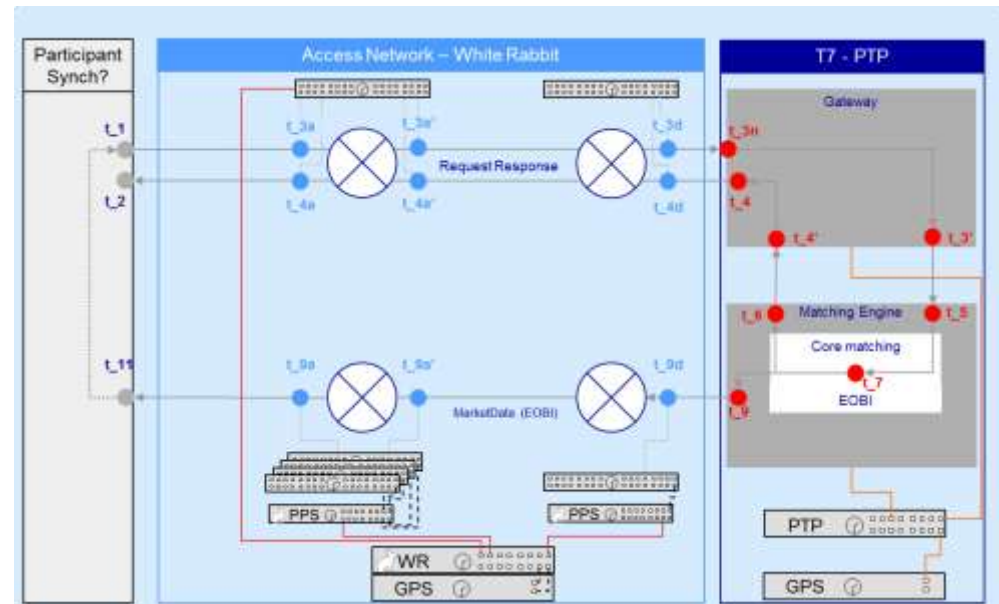 Participant
Synch?
Access Network – White Rabbit
T7 - PTP
Gateway
t_1
t_3a
t_3a'
t_3d
t_3n
Request Response
t_2
t_4a
t_4a'
t_4d
t_4
t_4'
t_3'
t_6
Matching Engine
t_5
Core matching
t_7
EOBI
t_11
t_9a
t_9a'
t_9d
t_9
MarketData (EOBI)
PPS
PPS
PTP
WR
GPS
GPS